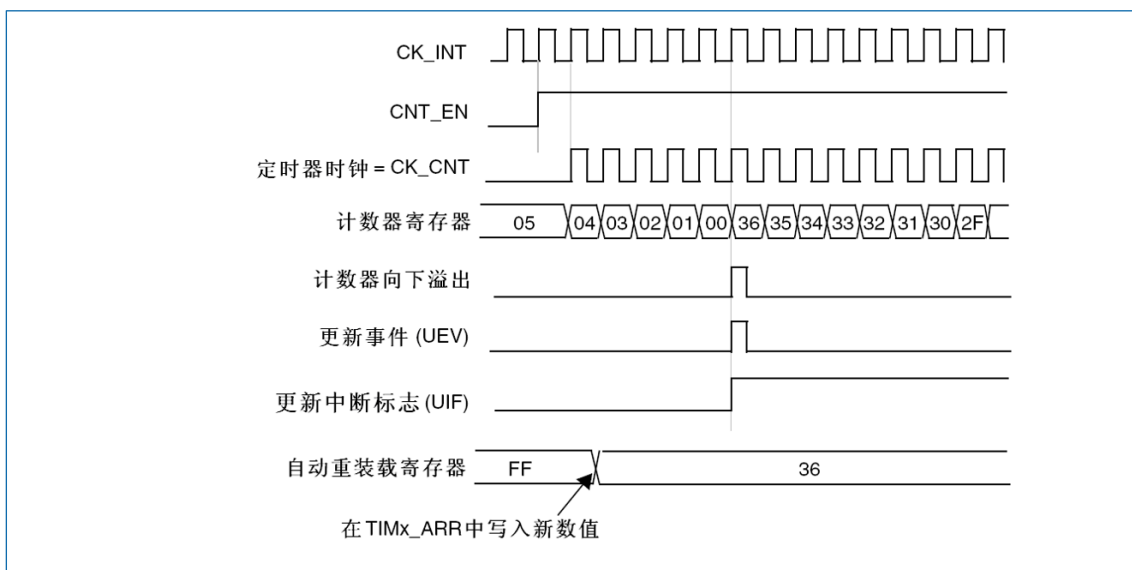 CK_INT
CNT_EN
定时器时钟 = CK_CNT
计数器寄存器 05 04 03 02 01 00 36 35 34 33 32 31 30 2F
计数器向下溢出
更新事件 (UEV)
更新中断标志 (UIF)
自动重装载寄存器 FF 36
在TIMx_ARR中写入新数值